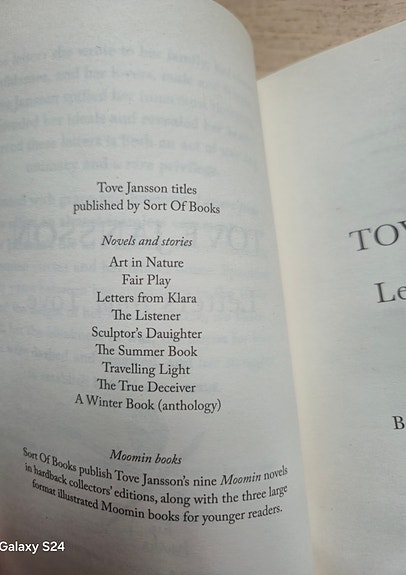 Tove Jansson titles
published by Sort Of Books
Novels and stories
Art in Nature
Fair Play
Letters from Klara
The Listener
Sculptor's Dauighter
The Summer Book
Travelling Light
The True Deceiver
A Winter Book (anthology)
Moomin books
Sort Of Books publish Tove Jansson's nine Moomin novels
in hardback collectors' editions, along with the three large
format illustrated Moomin books for younger readers.
TOV
Le
B
Galaxy S24